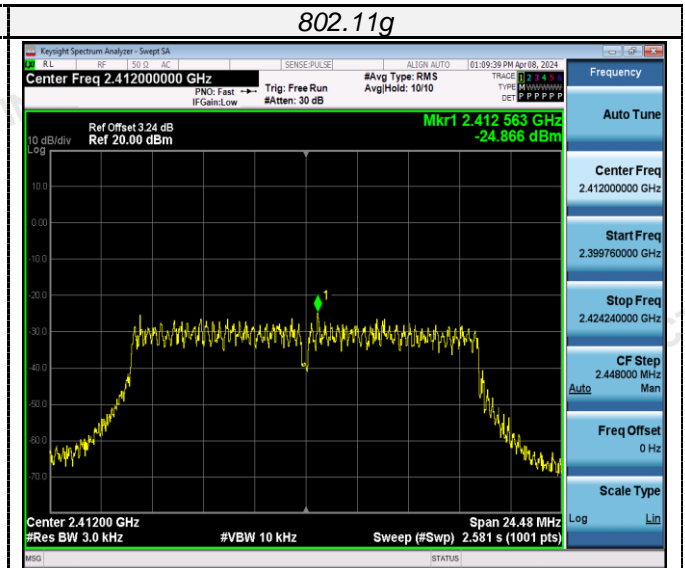 802.11g
Keysight Spectrum Analyzer - Swept SA
RL RF 50 Ω AC SENSE:PULSE ALIGN AUTO 01:09:39 PM Apr 08, 2024
Center Freq 2.412000000 GHz
PNO: Fast
IFGain:Low
Trig: Free Run
#Atten: 30 dB
#Avg Type: RMS
Avg|Hold: 10/10
TRACE 1 2 3 4 5 6
TYPE M WWWWW
DET P P P P P P
Mkr1 2.412 563 GHz
-24.866 dBm
Ref Offset 3.24 dB
10 dB/div Ref 20.00 dBm
Log
10.0
0.00
-10.0
-20.0
-30.0
-40.0
-50.0
-60.0
-70.0
1
Center 2.41200 GHz Span 24.48 MHz
#Res BW 3.0 kHz #VBW 10 kHz Sweep (#Swp) 2.581 s (1001 pts)
MSG STATUS
Frequency
Auto Tune
Center Freq
2.412000000 GHz
Start Freq
2.399760000 GHz
Stop Freq
2.424240000 GHz
CF Step
2.448000 MHz
Auto Man
Freq Offset
0 Hz
Scale Type
Log Lin